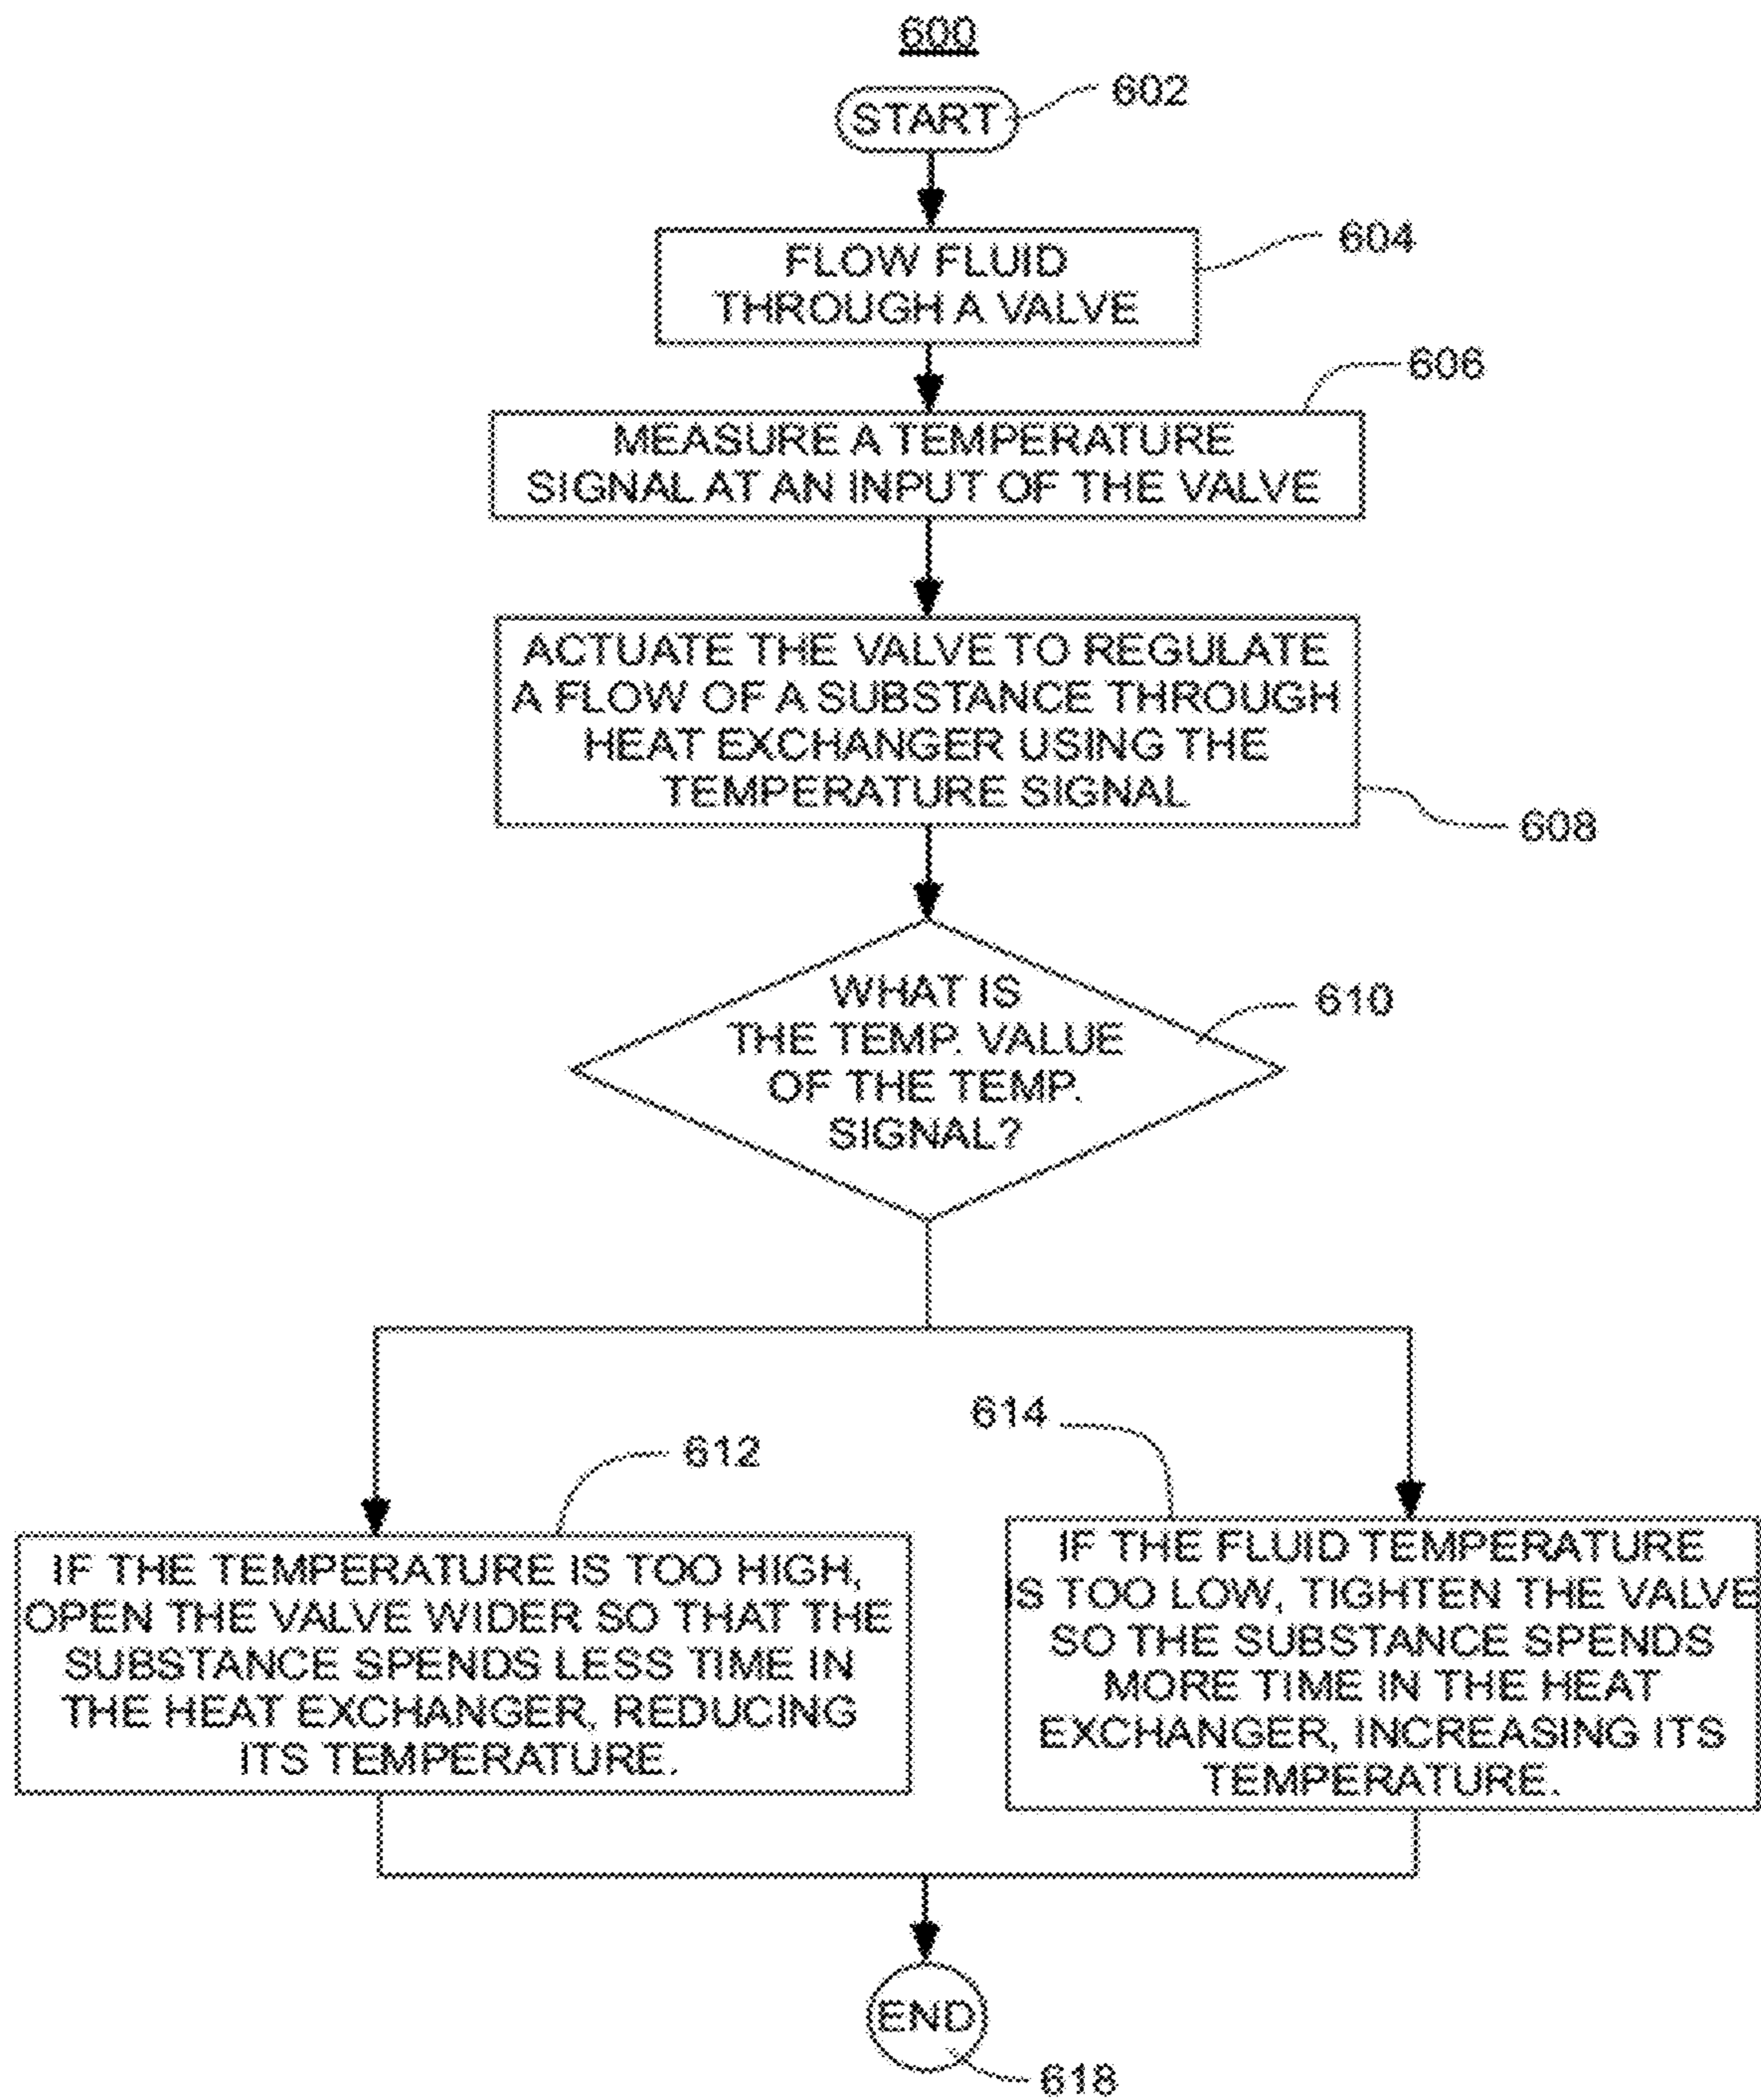 600
START
602
FLOW FLUID
THROUGH A VALVE
604
606
MEASURE A TEMPERATURE
SIGNAL AT AN INPUT OF THE VALVE
ACTUATE THE VALVE TO REGULATE
A FLOW OF A SUBSTANCE THROUGH
HEAT EXCHANGER USING THE
TEMPERATURE SIGNAL
608
WHAT IS
THE TEMP. VALUE
OF THE TEMP.
SIGNAL?
610
612
IF THE TEMPERATURE IS TOO HIGH,
OPEN THE VALVE WIDER SO THAT THE
SUBSTANCE SPENDS LESS TIME IN
THE HEAT EXCHANGER, REDUCING
ITS TEMPERATURE.
614
IF THE FLUID TEMPERATURE
IS TOO LOW, TIGHTEN THE VALVE
SO THE SUBSTANCE SPENDS
MORE TIME IN THE HEAT
EXCHANGER, INCREASING ITS
TEMPERATURE.
END
618